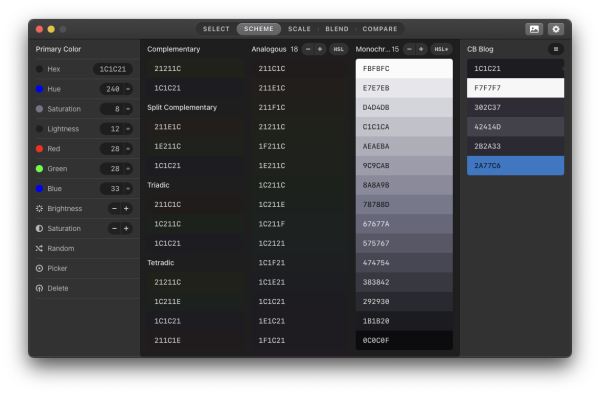 SELECT SCHEME SCALE BLEND COMPARE
Primary Color
Hex 1C1C21
Hue 240
Saturation 8
Lightness 12
Red 28
Green 28
Blue 33
Brightness − +
Saturation − +
Random
Picker
Delete
Complementary
21211C
1C1C21
Split Complementary
211E1C
1E211C
1C1C21
Triadic
211C1C
1C211C
1C1C21
Tetradic
21211C
1C211E
1C1C21
211C1E
Analogous 18 − + HSL
211C1C
211E1C
211F1C
21211C
1F211C
1E211C
1C211C
1C211E
1C211F
1C2121
1C1F21
1C1E21
1C1C21
1E1C21
1F1C21
Monochr... 15 − + HSL+
FBFBFC
E7E7EB
D4D4DB
C1C1CA
AEAEBA
9C9CAB
8A8A9B
78788D
67677A
575767
474754
383842
292930
1B1B20
0C0C0F
CB Blog
1C1C21
F7F7F7
302C37
42414D
2B2A33
2A77C6